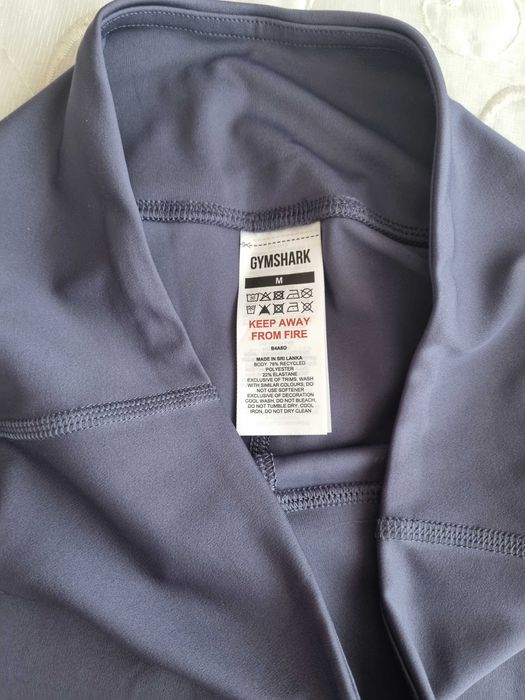 GYMSHARK
M
KEEP AWAY
FROM FIRE
B4A8O
MADE IN SRI LANKA
BODY: 78% RECYCLED
POLYESTER
22% ELASTANE
EXCLUSIVE OF TRIMS, WASH
WITH SIMILAR COLOURS, DO
NOT USE SOFTENER
EXCLUSIVE OF DECORATION
COOL WASH, DO NOT BLEACH,
DO NOT TUMBLE DRY, COOL
IRON, DO NOT DRY CLEAN